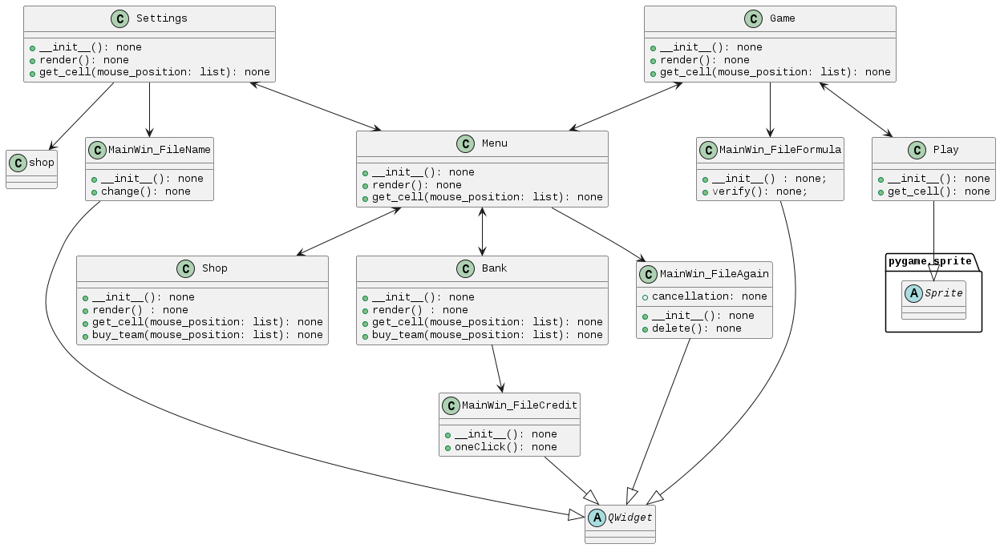 C Settings
__init__(): none
render(): none
get_cell(mouse_position: list): none
C Game
__init__(): none
render(): none
get_cell(mouse_position: list): none
C shop
C MainWin_FileName
__init__(): none
change(): none
C Menu
__init__(): none
render(): none
get_cell(mouse_position: list): none
C MainWin_FileFormula
__init__() : none;
verify(): none;
C Play
__init__(): none
get_cell(): none
C Shop
__init__(): none
render() : none
get_cell(mouse_position: list): none
buy_team(mouse_position: list): none
C Bank
__init__(): none
render() : none
get_cell(mouse_position: list): none
buy_team(mouse_position: list): none
C MainWin_FileAgain
cancellation: none
__init__(): none
delete(): none
pygame.sprite
A Sprite
C MainWin_FileCredit
__init__(): none
oneClick(): none
A QWidget